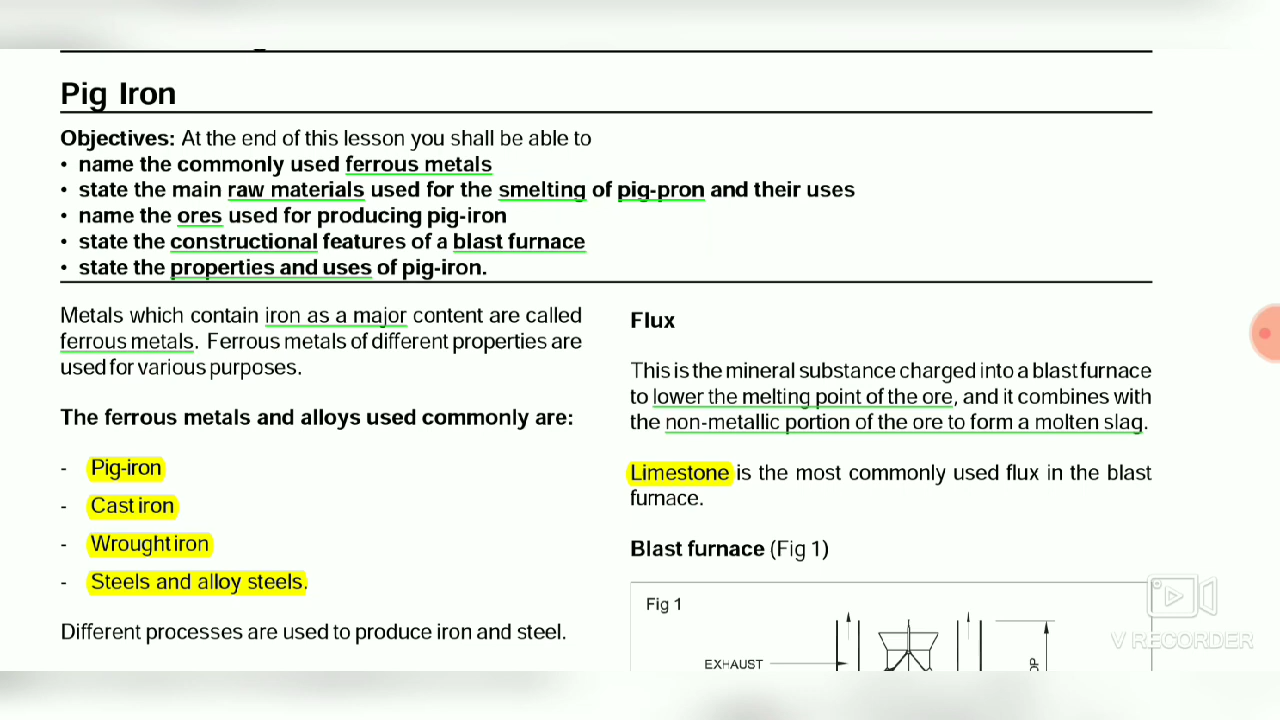 Pig Iron
Objectives: At the end of this lesson you shall be able to
• name the commonly used ferrous metals
• state the main raw materials used for the smelting of pig-pron and their uses
• name the ores used for producing pig-iron
• state the constructional features of a blast furnace
• state the properties and uses of pig-iron.
Metals which contain iron as a major content are called
ferrous metals. Ferrous metals of different properties are
used for various purposes.
The ferrous metals and alloys used commonly are:
- Pig-iron
- Cast iron
- Wrought iron
- Steels and alloy steels.
Different processes are used to produce iron and steel.
Flux
This is the mineral substance charged into a blast furnace
to lower the melting point of the ore, and it combines with
the non-metallic portion of the ore to form a molten slag.
Limestone is the most commonly used flux in the blast
furnace.
Blast furnace (Fig 1)
Fig 1
EXHAUST
V RECORDER